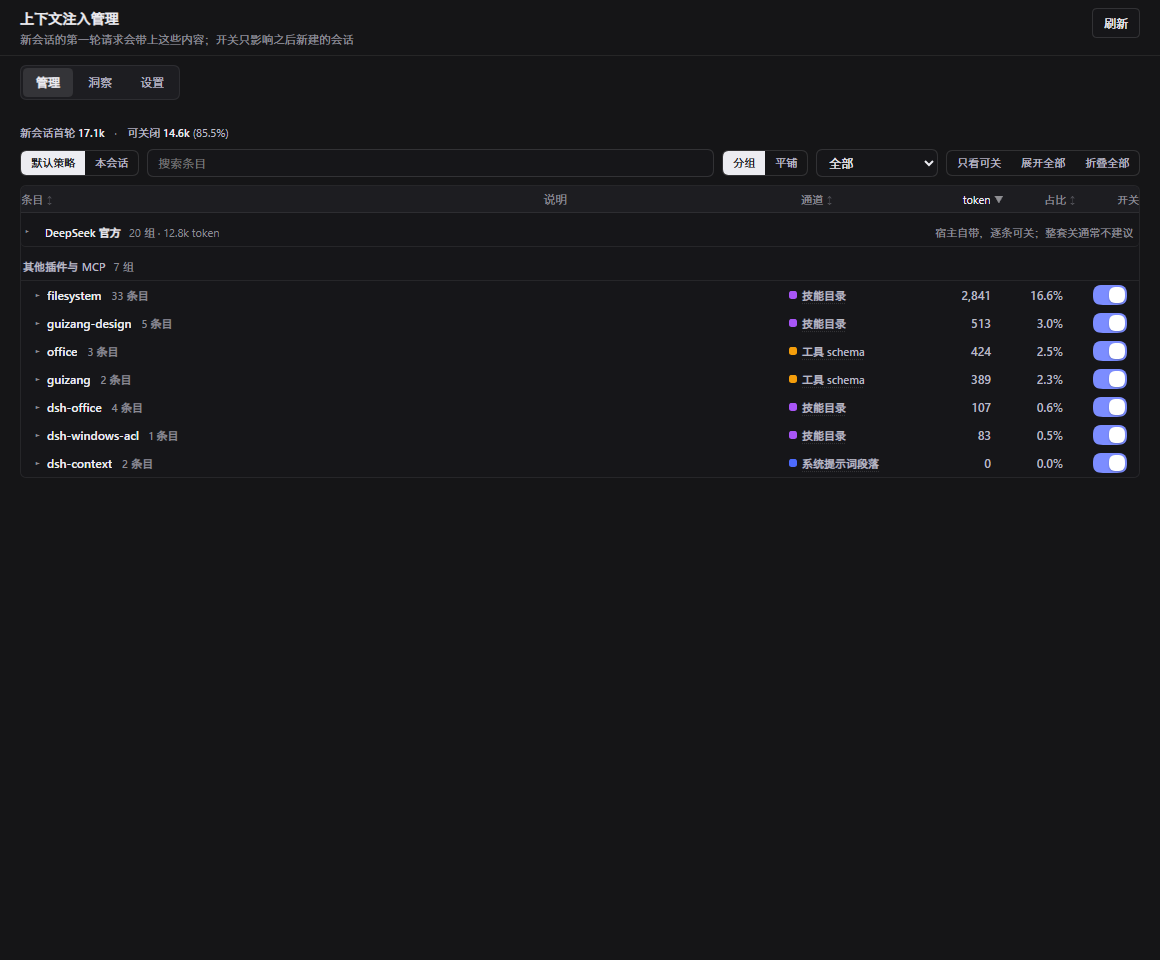 上下文注入管理
新会话的第一轮请求会带上这些内容；开关只影响之后新建的会话
刷新
管理 洞察 设置
新会话首轮 17.1k · 可关闭 14.6k (85.5%)
默认策略 本会话 搜索条目 分组 平铺 全部 只看可关 展开全部 折叠全部
条目 ↕ 说明 通道 ↕ token ▼ 占比 ↕ 开关
▸ DeepSeek 官方 20 组 · 12.8k token 宿主自带，逐条可关；整套关通常不建议
其他插件与 MCP 7 组
▸ filesystem 33 条目 技能目录 2,841 16.6%
▸ guizang-design 5 条目 技能目录 513 3.0%
▸ office 3 条目 工具 schema 424 2.5%
▸ guizang 2 条目 工具 schema 389 2.3%
▸ dsh-office 4 条目 技能目录 107 0.6%
▸ dsh-windows-acl 1 条目 技能目录 83 0.5%
▸ dsh-context 2 条目 系统提示词段落 0 0.0%